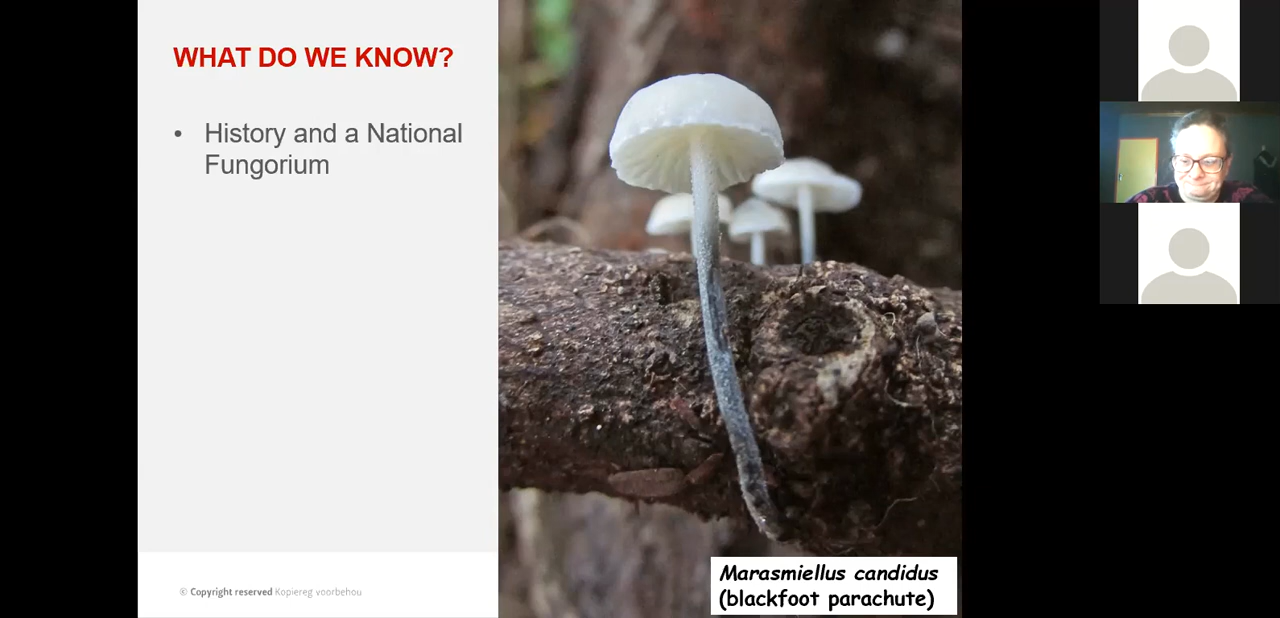 WHAT DO WE KNOW?
• History and a National
Fungorium
© Copyright reserved Kopiereg voorbehou
Marasmiellus candidus
(blackfoot parachute)